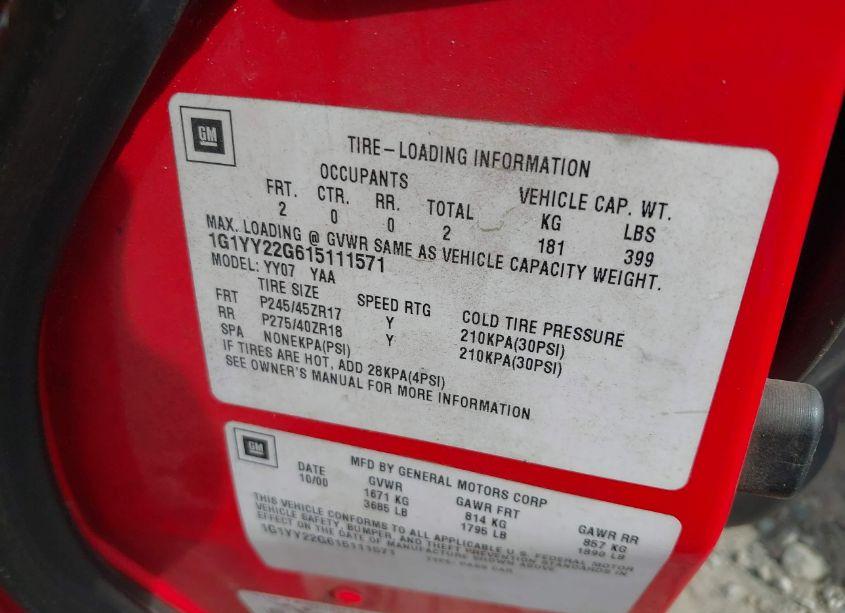 GM
TIRE-LOADING INFORMATION
OCCUPANTS VEHICLE CAP. WT.
FRT. CTR. RR. TOTAL KG LBS
2 0 0 2 181 399
MAX. LOADING @ GVWR SAME AS VEHICLE CAPACITY WEIGHT.
1G1YY22G615111571
MODEL: YY07 YAA
TIRE SIZE SPEED RTG COLD TIRE PRESSURE
FRT P245/45ZR17 Y 210KPA(30PSI)
RR P275/40ZR18 Y 210KPA(30PSI)
SPA NONEKPA(PSI)
IF TIRES ARE HOT, ADD 28KPA(4PSI)
SEE OWNER'S MANUAL FOR MORE INFORMATION
GM
MFD BY GENERAL MOTORS CORP
DATE GVWR GAWR FRT GAWR RR
10/00 1671 KG 814 KG 857 KG
3685 LB 1795 LB 1890 LB
THIS VEHICLE CONFORMS TO ALL APPLICABLE U.S. FEDERAL MOTOR
VEHICLE SAFETY, BUMPER, AND THEFT PREVENTION STANDARDS IN
EFFECT ON THE DATE OF MANUFACTURE SHOWN ABOVE.
1G1YY22G615111571
TYPE: PASS CAR